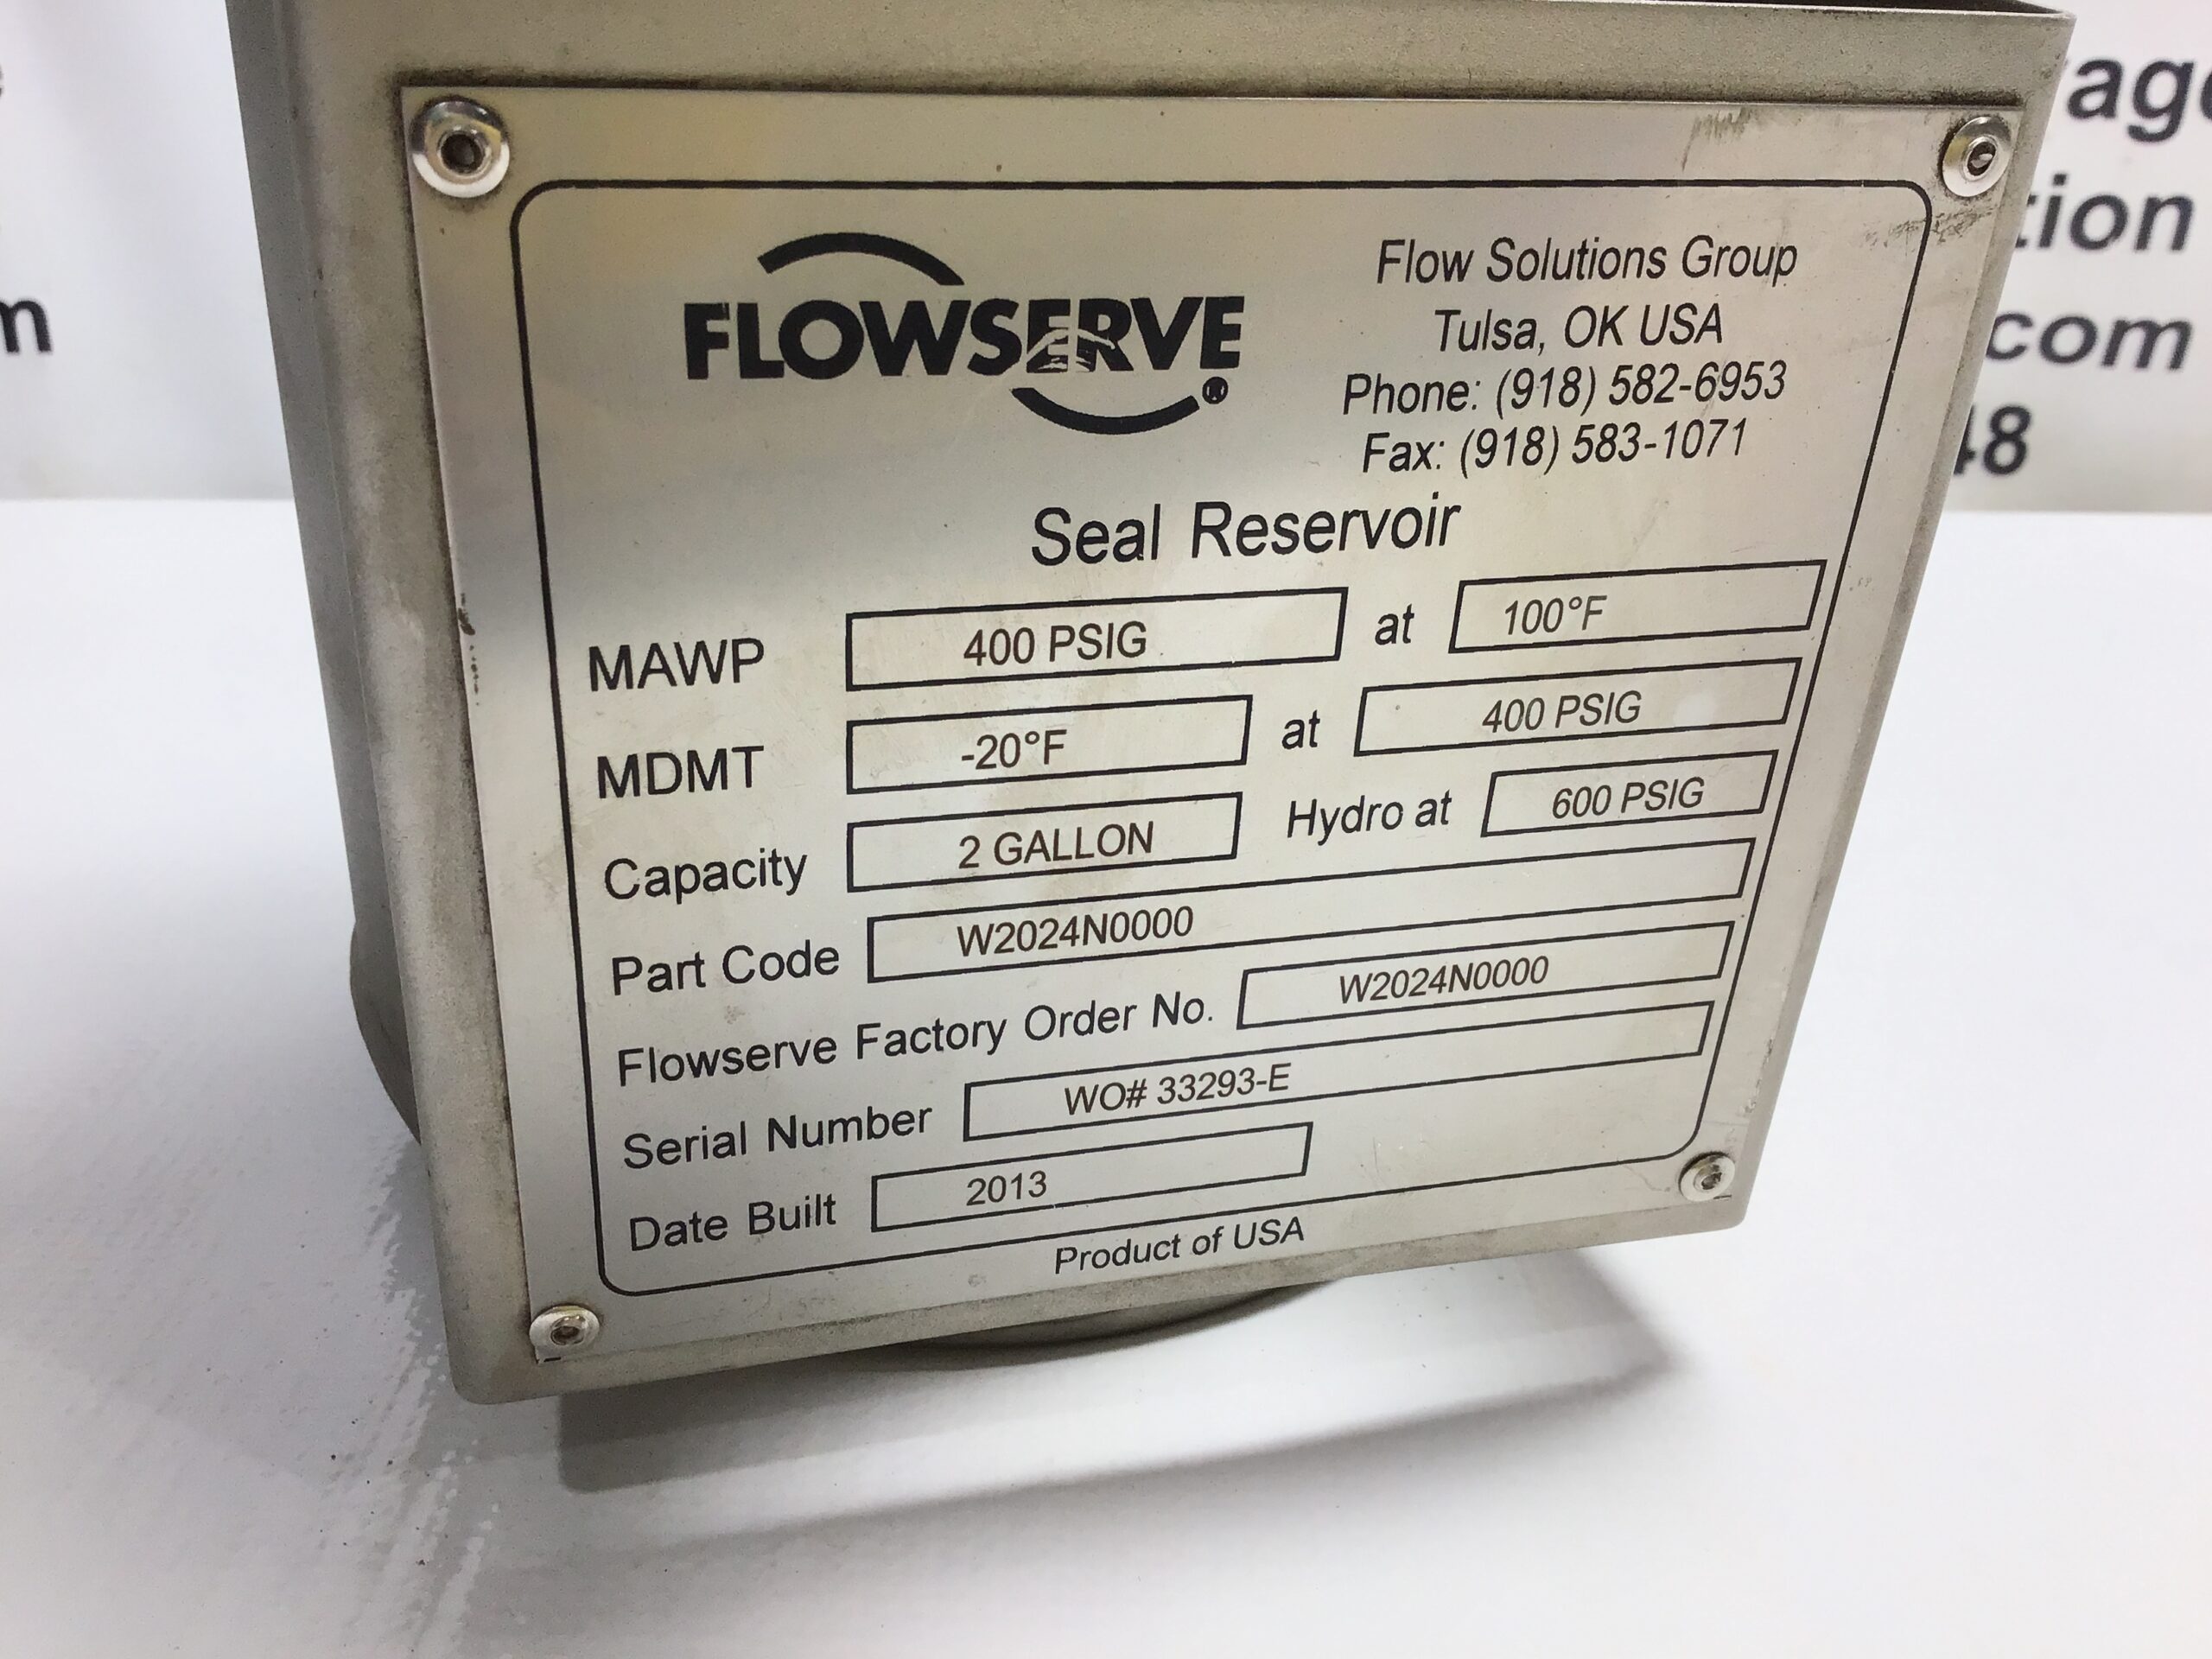 FLOWSERVE®
Flow Solutions Group
Tulsa, OK USA
Phone: (918) 582-6953
Fax: (918) 583-1071
Seal Reservoir
MAWP 400 PSIG at 100°F
MDMT -20°F at 400 PSIG
Capacity 2 GALLON Hydro at 600 PSIG
Part Code W2024N0000
Flowserve Factory Order No. W2024N0000
Serial Number WO# 33293-E
Date Built 2013
Product of USA